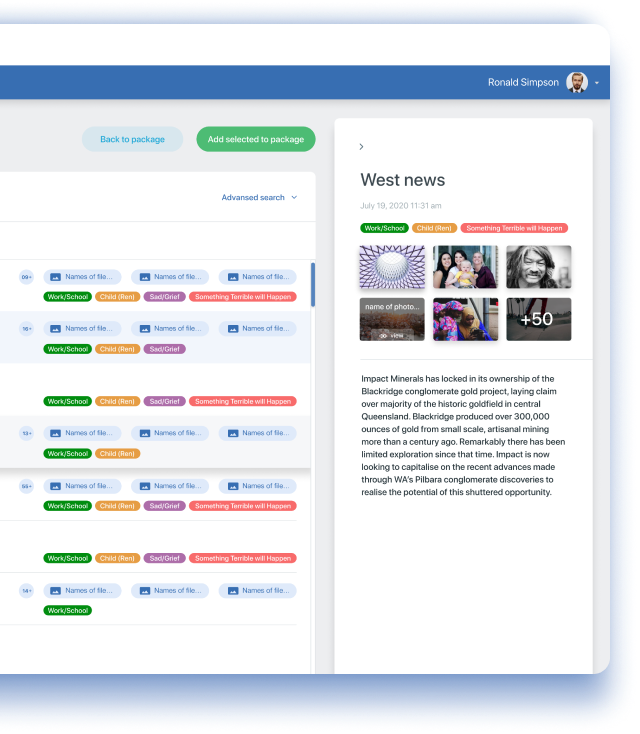 Ronald Simpson
Back to package
Add selected to package
Advansed search
09+ Names of file... Names of file... Names of file...
Work/School Child (Ren) Sad/Grief Something Terrible will Happen
16+ Names of file... Names of file... Names of file...
Work/School Child (Ren) Sad/Grief
Work/School Child (Ren) Sad/Grief Something Terrible will Happen
13+ Names of file... Names of file... Names of file...
Work/School Child (Ren)
55+ Names of file... Names of file... Names of file...
Work/School Child (Ren) Sad/Grief Something Terrible will Happen
Work/School Child (Ren) Sad/Grief Something Terrible will Happen
14+ Names of file... Names of file... Names of file...
Work/School
West news
July 19, 2020 11:31 am
Work/School Child (Ren) Something Terrible will Happen
name of photo...
view
+50
Impact Minerals has locked in its ownership of the
Blackridge conglomerate gold project, laying claim
over majority of the historic goldfield in central
Queensland. Blackridge produced over 300,000
ounces of gold from small scale, artisanal mining
more than a century ago. Remarkably there has been
limited exploration since that time. Impact is now
looking to capitalise on the recent advances made
through WA's Pilbara conglomerate discoveries to
realise the potential of this shuttered opportunity.